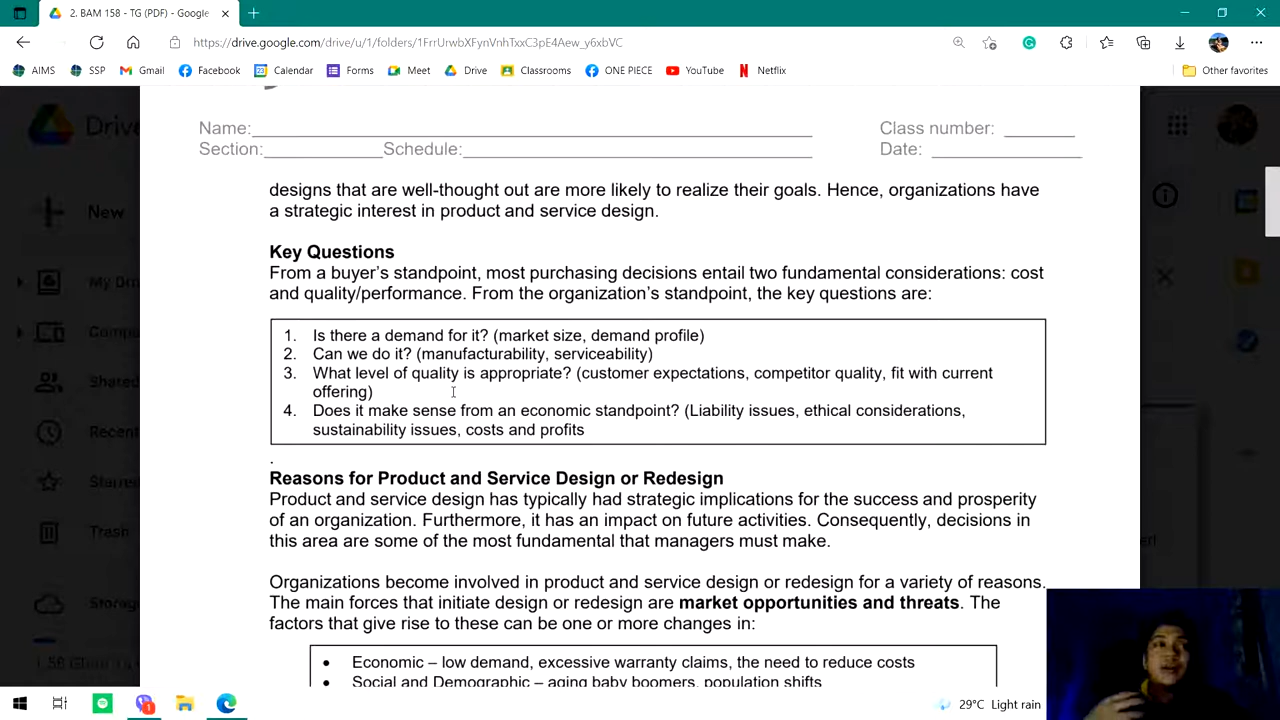 2. BAM 158 - TG (PDF) - Google
https://drive.google.com/drive/u/1/folders/1FrrUrwbXFynVnhTxxC3pE4Aew_y6xbVC
AIMS SSP Gmail Facebook Calendar Forms Meet Drive Classrooms ONE PIECE YouTube Netflix Other favorites
Name: Class number:
Section: Schedule: Date:
designs that are well-thought out are more likely to realize their goals. Hence, organizations have
a strategic interest in product and service design.
Key Questions
From a buyer's standpoint, most purchasing decisions entail two fundamental considerations: cost
and quality/performance. From the organization's standpoint, the key questions are:
1. Is there a demand for it? (market size, demand profile)
2. Can we do it? (manufacturability, serviceability)
3. What level of quality is appropriate? (customer expectations, competitor quality, fit with current
offering)
4. Does it make sense from an economic standpoint? (Liability issues, ethical considerations,
sustainability issues, costs and profits
.
Reasons for Product and Service Design or Redesign
Product and service design has typically had strategic implications for the success and prosperity
of an organization. Furthermore, it has an impact on future activities. Consequently, decisions in
this area are some of the most fundamental that managers must make.
Organizations become involved in product and service design or redesign for a variety of reasons.
The main forces that initiate design or redesign are market opportunities and threats. The
factors that give rise to these can be one or more changes in:
• Economic – low demand, excessive warranty claims, the need to reduce costs
• Social and Demographic – aging baby boomers, population shifts
New
Trash
29°C Light rain